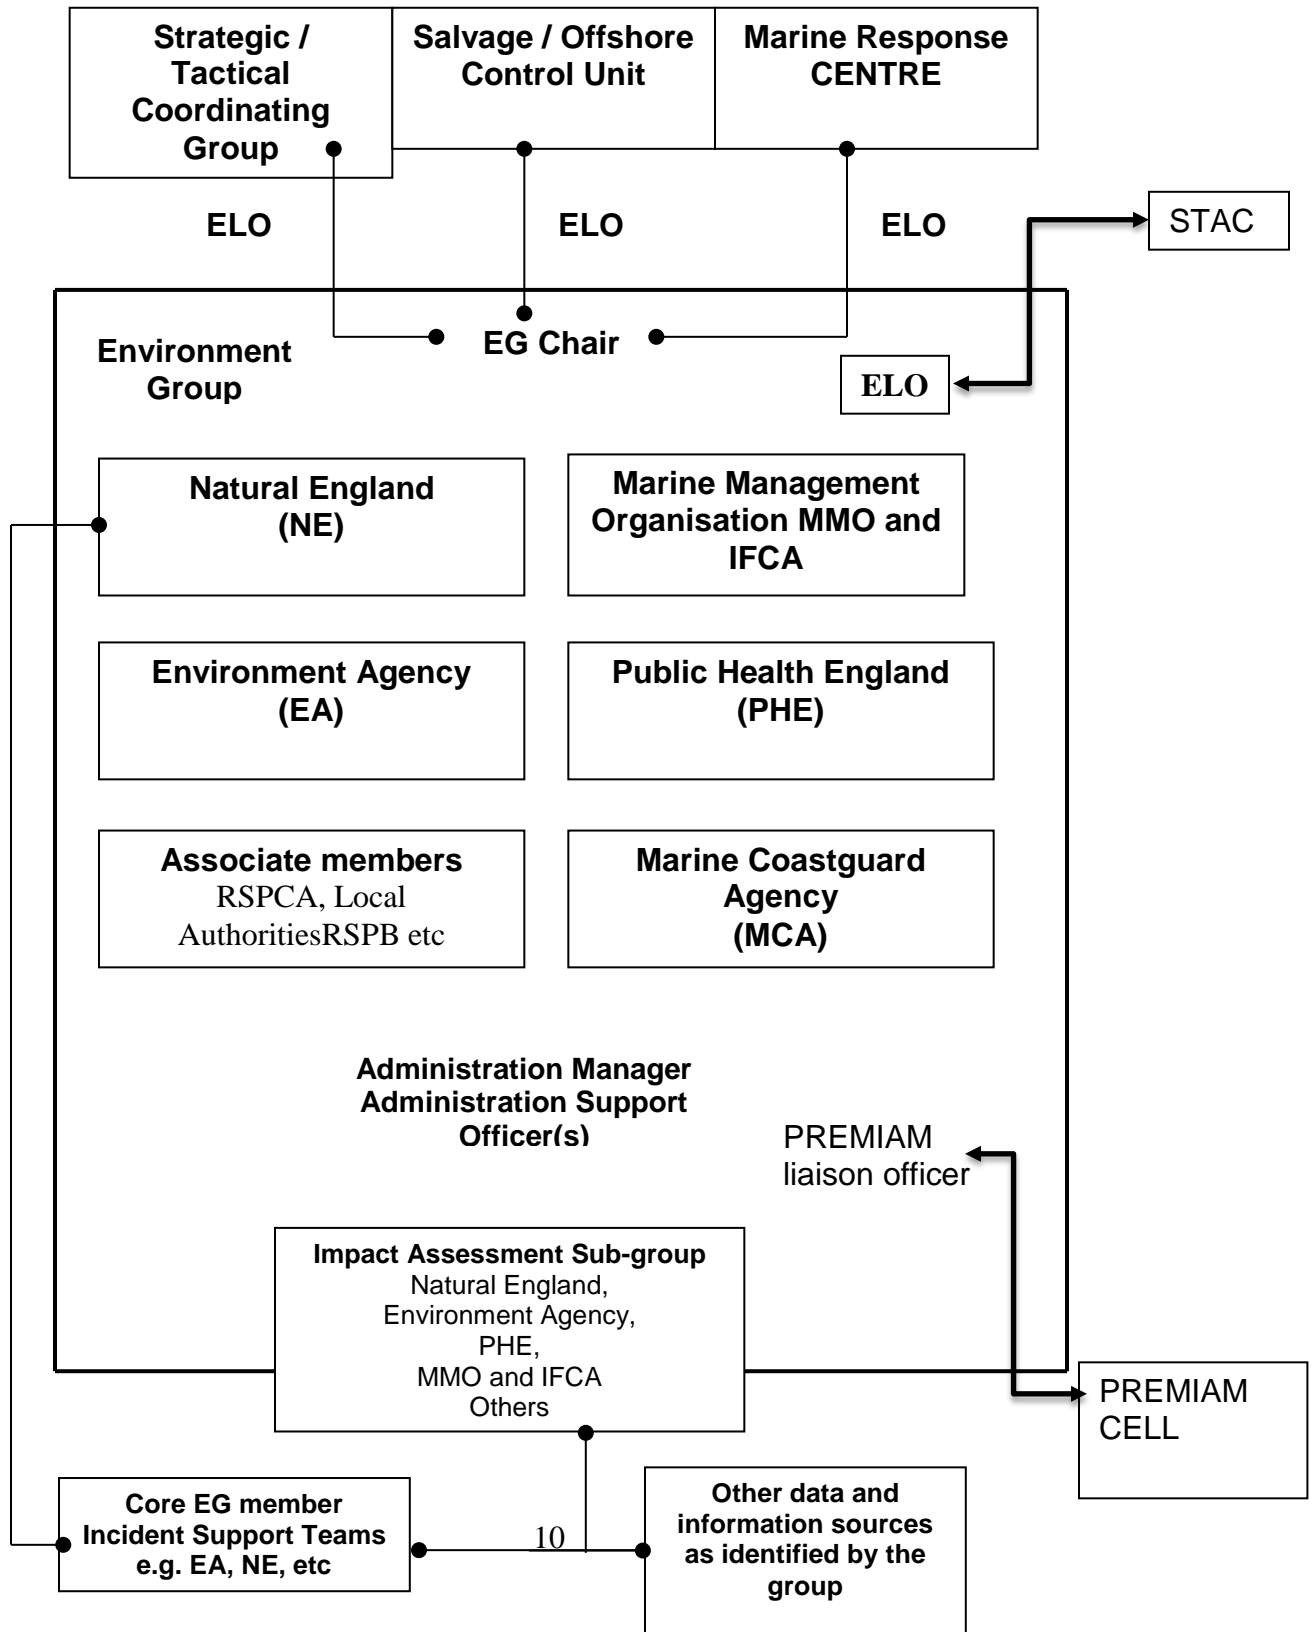 Strategic /
Tactical
Coordinating
Group
Salvage / Offshore
Control Unit
Marine Response
CENTRE
ELO
ELO
ELO
STAC
Environment
Group
EG Chair
ELO
Natural England
(NE)
Marine Management
Organisation MMO and
IFCA
Environment Agency
(EA)
Public Health England
(PHE)
Associate members
RSPCA, Local
AuthoritiesRSPB etc
Marine Coastguard
Agency
(MCA)
Administration Manager
Administration Support
Officer(s)
PREMIAM
liaison officer
Impact Assessment Sub-group
Natural England,
Environment Agency,
PHE,
MMO and IFCA
Others
PREMIAM
CELL
Core EG member
Incident Support Teams
e.g. EA, NE, etc
10
Other data and
information sources
as identified by the
group